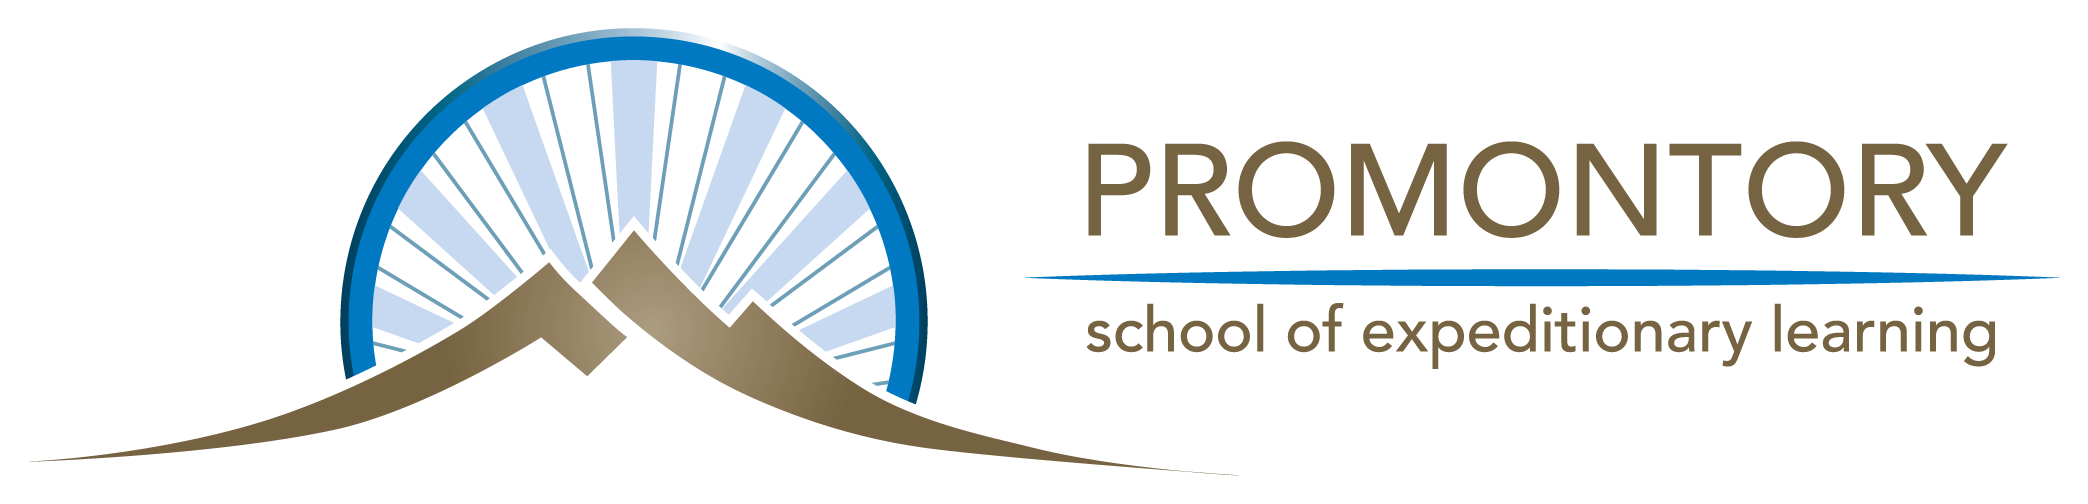 PROMONTORY
school of expeditionary learning